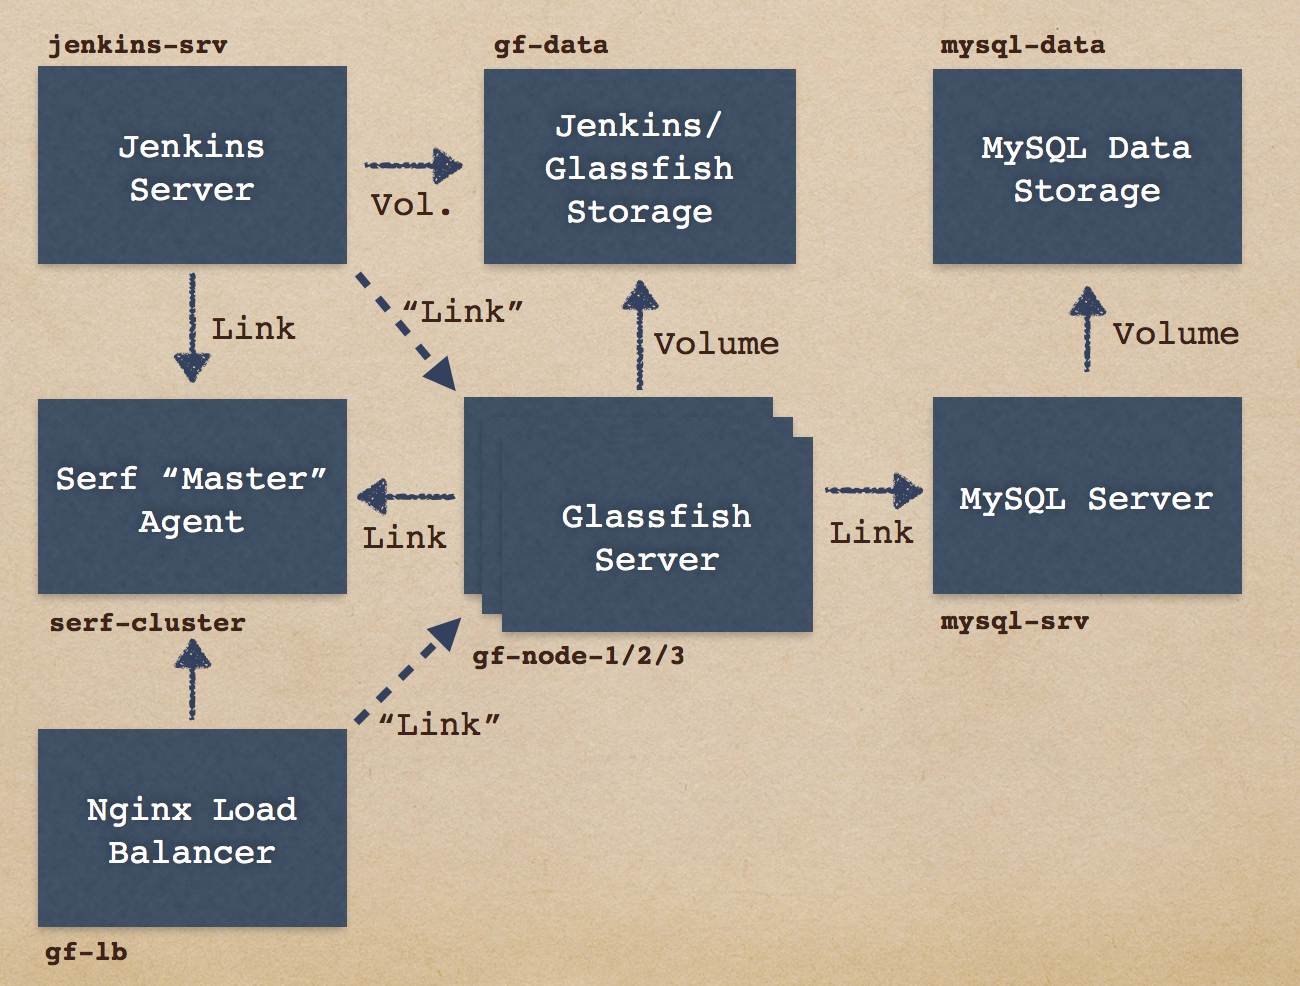 jenkins-srv
gf-data
mysql-data
Jenkins
Server
Vol.
Jenkins/
Glassfish
Storage
MySQL Data
Storage
Link
“Link”
Volume
Volume
Serf “Master”
Agent
Link
Glassfish
Server
Link
MySQL Server
serf-cluster
gf-node-1/2/3
mysql-srv
“Link”
Nginx Load
Balancer
gf-lb